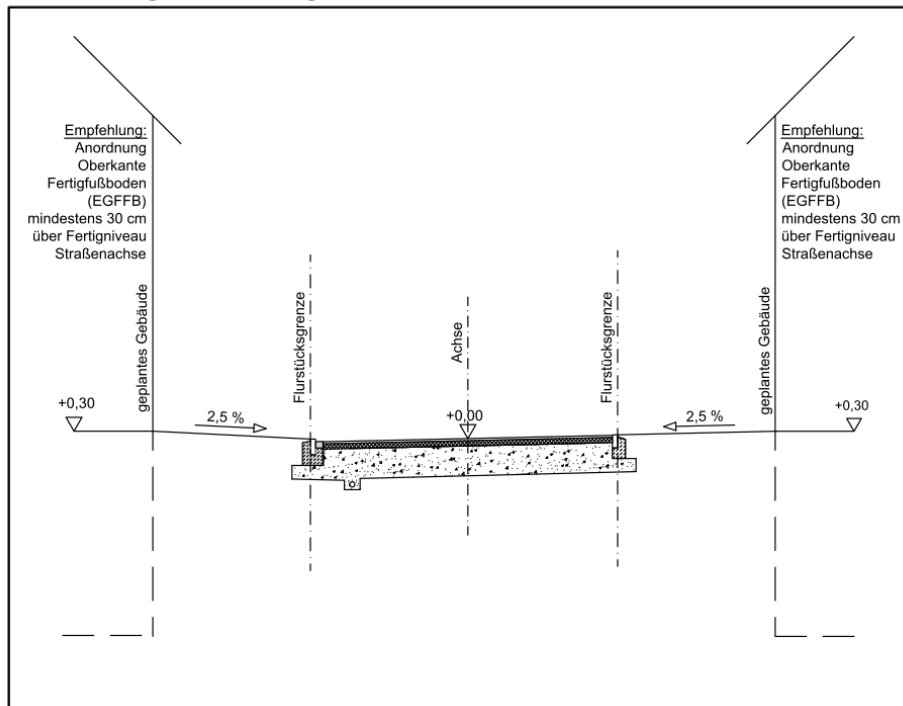 Empfehlung:
Anordnung
Oberkante
Fertigfußboden
(EGFFB)
mindestens 30 cm
über Fertigniveau
Straßenachse
geplantes Gebäude
+0,30
2,5 %
Flurstücksgrenze
Achse
+0,00
Flurstücksgrenze
2,5 %
geplantes Gebäude
+0,30
Empfehlung:
Anordnung
Oberkante
Fertigfußboden
(EGFFB)
mindestens 30 cm
über Fertigniveau
Straßenachse